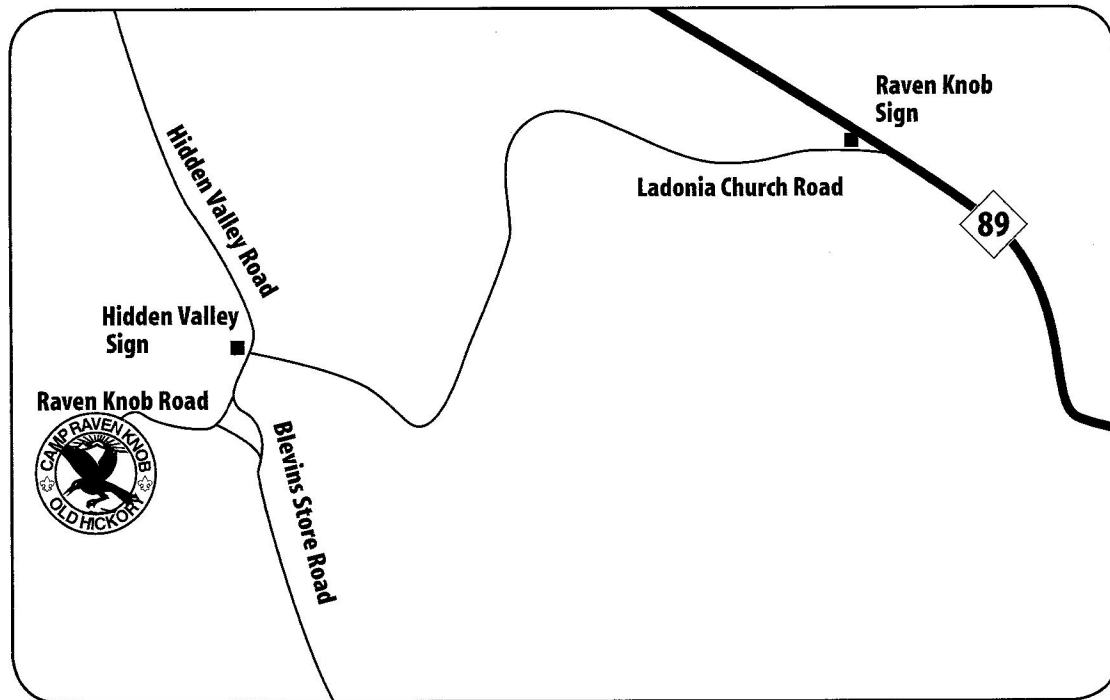 Raven Knob
Sign
Ladonia Church Road
89
Hidden Valley Road
Hidden Valley
Sign
Raven Knob Road
CAMP RAVEN KNOB
OLD HICKORY
Blevins Store Road